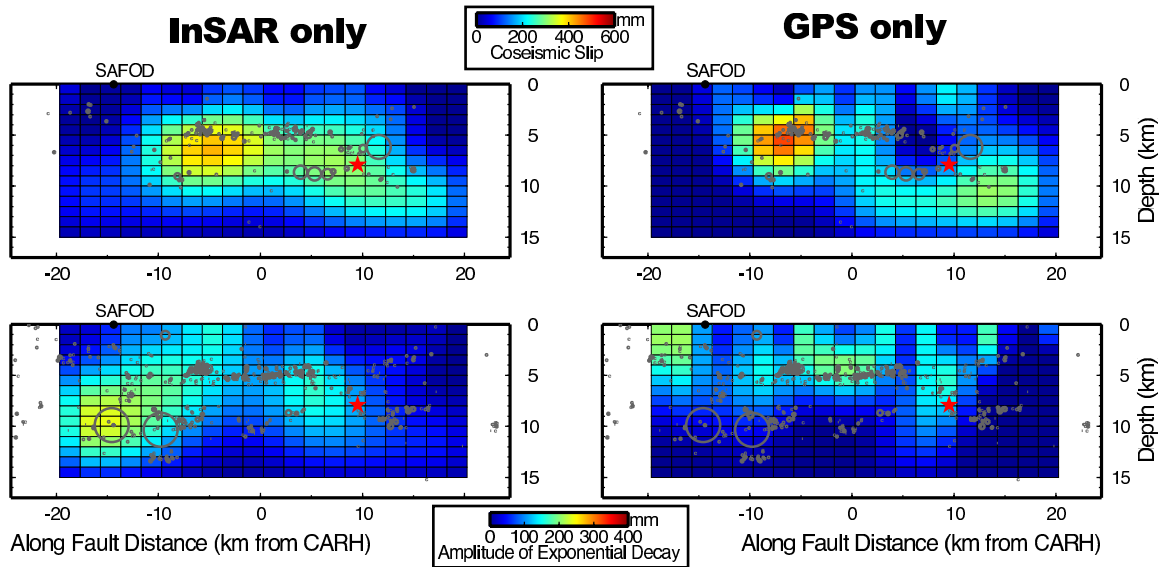 InSAR only
GPS only
0 200 400 600 mm
Coseismic Slip
SAFOD
SAFOD
0
5
10
15
0
5
10
15
Depth (km)
-20 -10 0 10 20
-20 -10 0 10 20
SAFOD
SAFOD
0
5
10
15
0
5
10
15
Depth (km)
-20 -10 0 10 20
-20 -10 0 10 20
0 100 200 300 400 mm
Amplitude of Exponential Decay
Along Fault Distance (km from CARH)
Along Fault Distance (km from CARH)